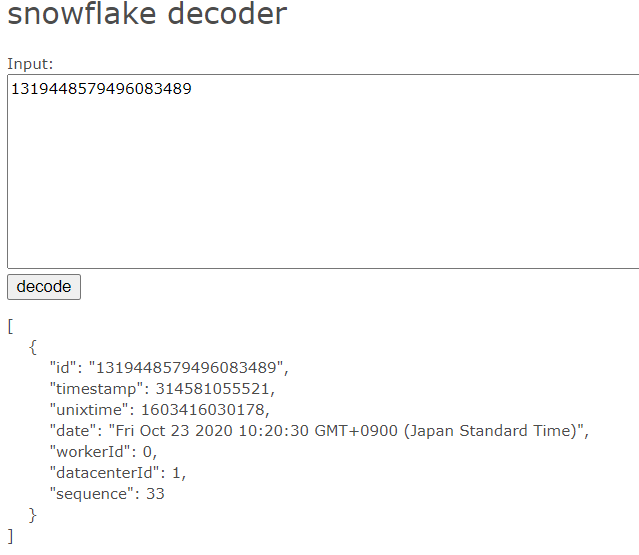 snowflake decoder
Input:
1319448579496083489
decode
[
{
"id": "1319448579496083489",
"timestamp": 314581055521,
"unixtime": 1603416030178,
"date": "Fri Oct 23 2020 10:20:30 GMT+0900 (Japan Standard Time)",
"workerId": 0,
"datacenterId": 1,
"sequence": 33
}
]